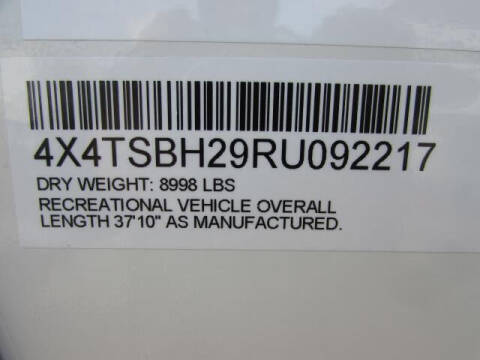 4X4TSBH29RU092217
DRY WEIGHT: 8998 LBS
RECREATIONAL VEHICLE OVERALL
LENGTH 37'10" AS MANUFACTURED.